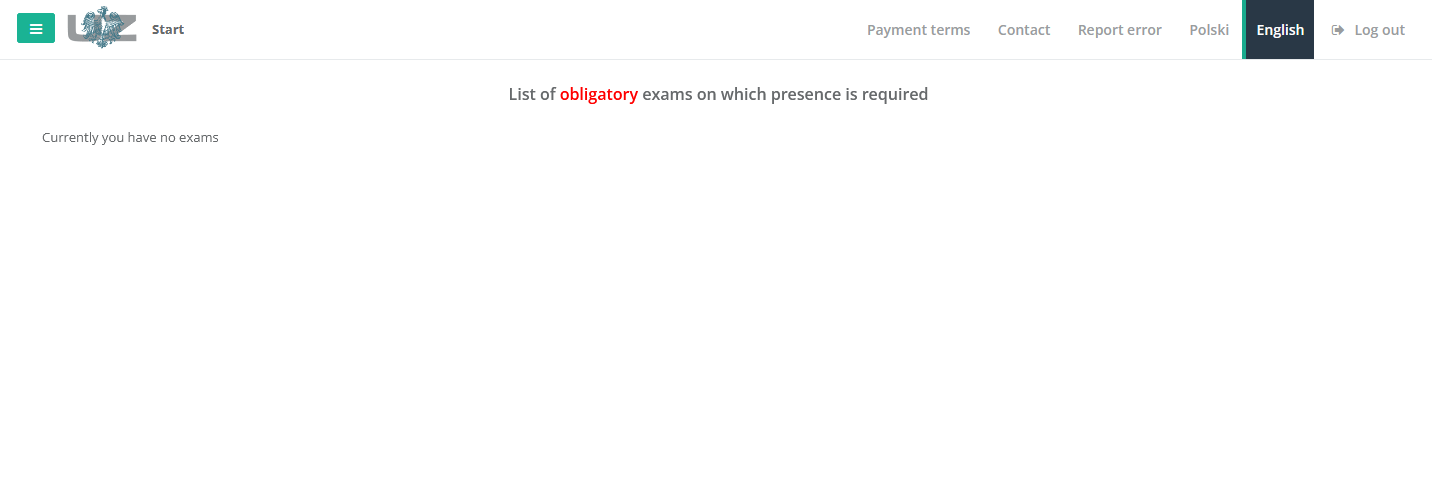 UZ Start Payment terms Contact Report error Polski English Log out
List of obligatory exams on which presence is required
Currently you have no exams